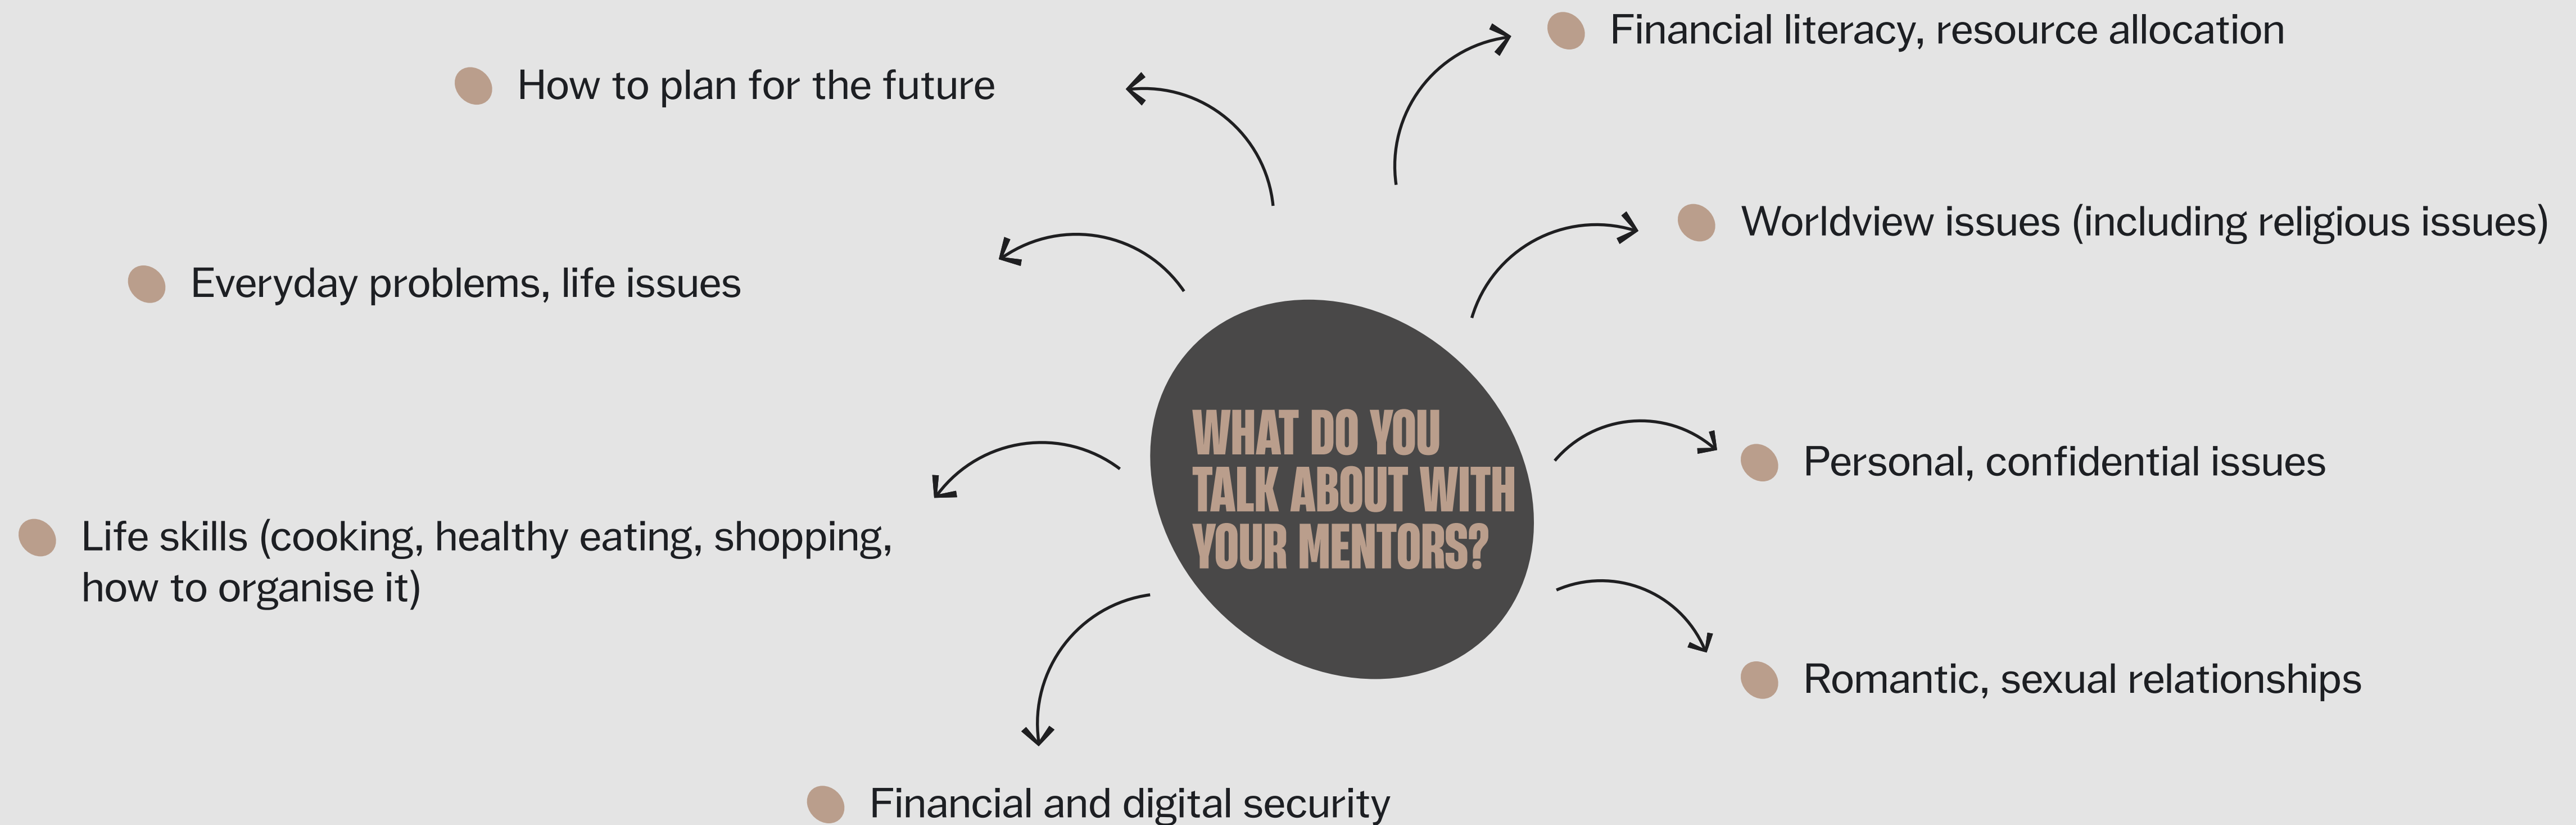 Financial literacy, resource allocation
How to plan for the future
Worldview issues (including religious issues)
Everyday problems, life issues
WHAT DO YOU
TALK ABOUT WITH
YOUR MENTORS?
Personal, confidential issues
Life skills (cooking, healthy eating, shopping,
how to organise it)
Romantic, sexual relationships
Financial and digital security